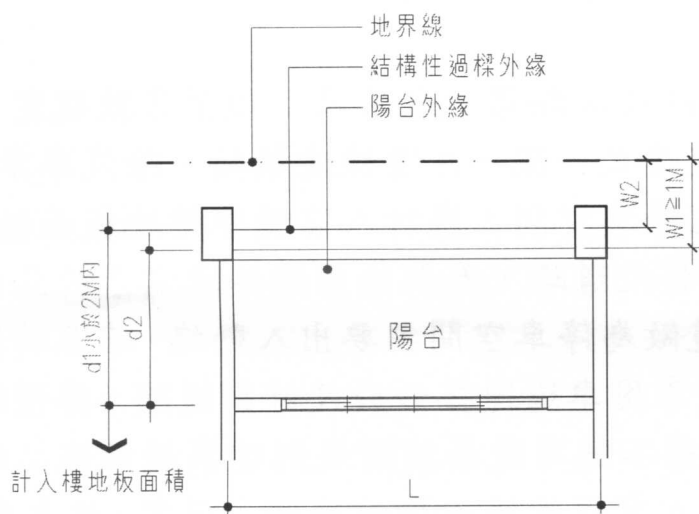 地界線
結構性過樑外緣
陽台外緣
W2
W1≧1M
d1小於2M內
d2
陽台
計入樓地板面積
L